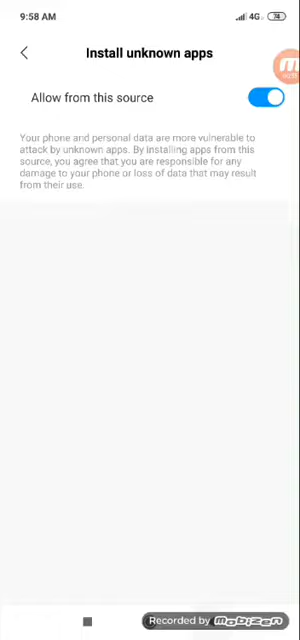 9:58 AM 4G 74
Install unknown apps
Allow from this source
Your phone and personal data are more vulnerable to
attack by unknown apps. By installing apps from this
source, you agree that you are responsible for any
damage to your phone or loss of data that may result
from their use.
Recorded by mobizen